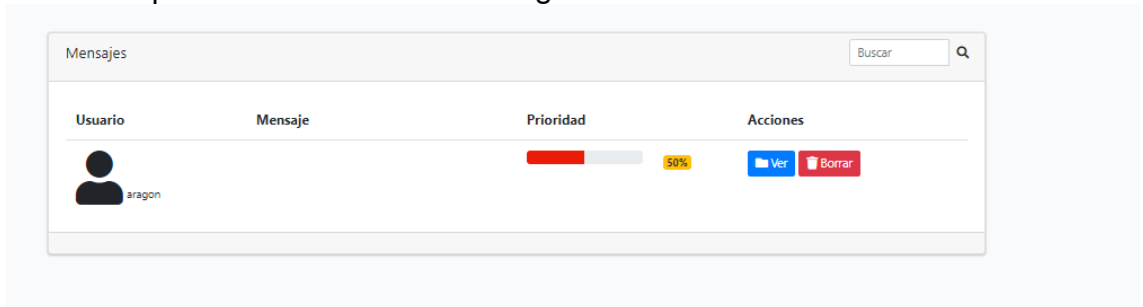 Mensajes Buscar
Usuario Mensaje Prioridad Acciones
50% Ver Borrar
aragon